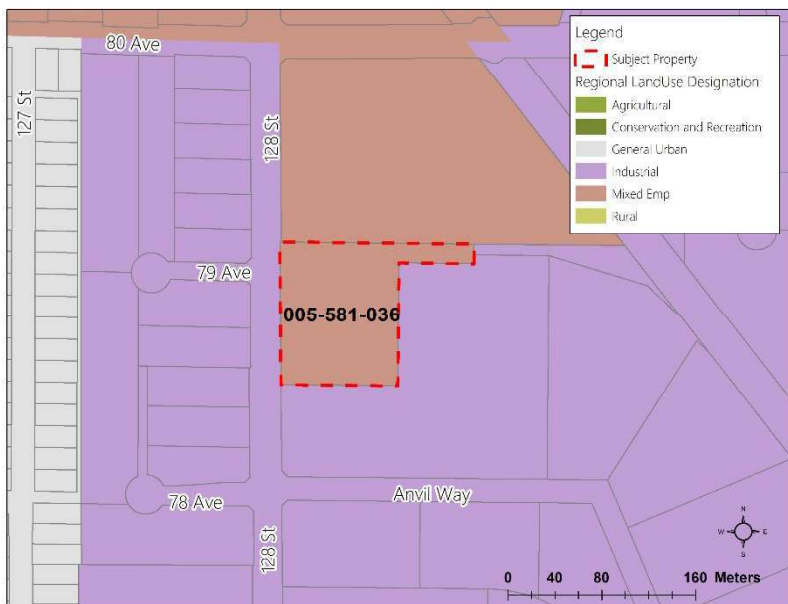 80 Ave
127 St
128 St
79 Ave
005-581-036
78 Ave
Anvil Way
128 St
Legend
Subject Property
Regional LandUse Designation
Agricultural
Conservation and Recreation
General Urban
Industrial
Mixed Emp
Rural
N
W E
S
0 40 80 160 Meters